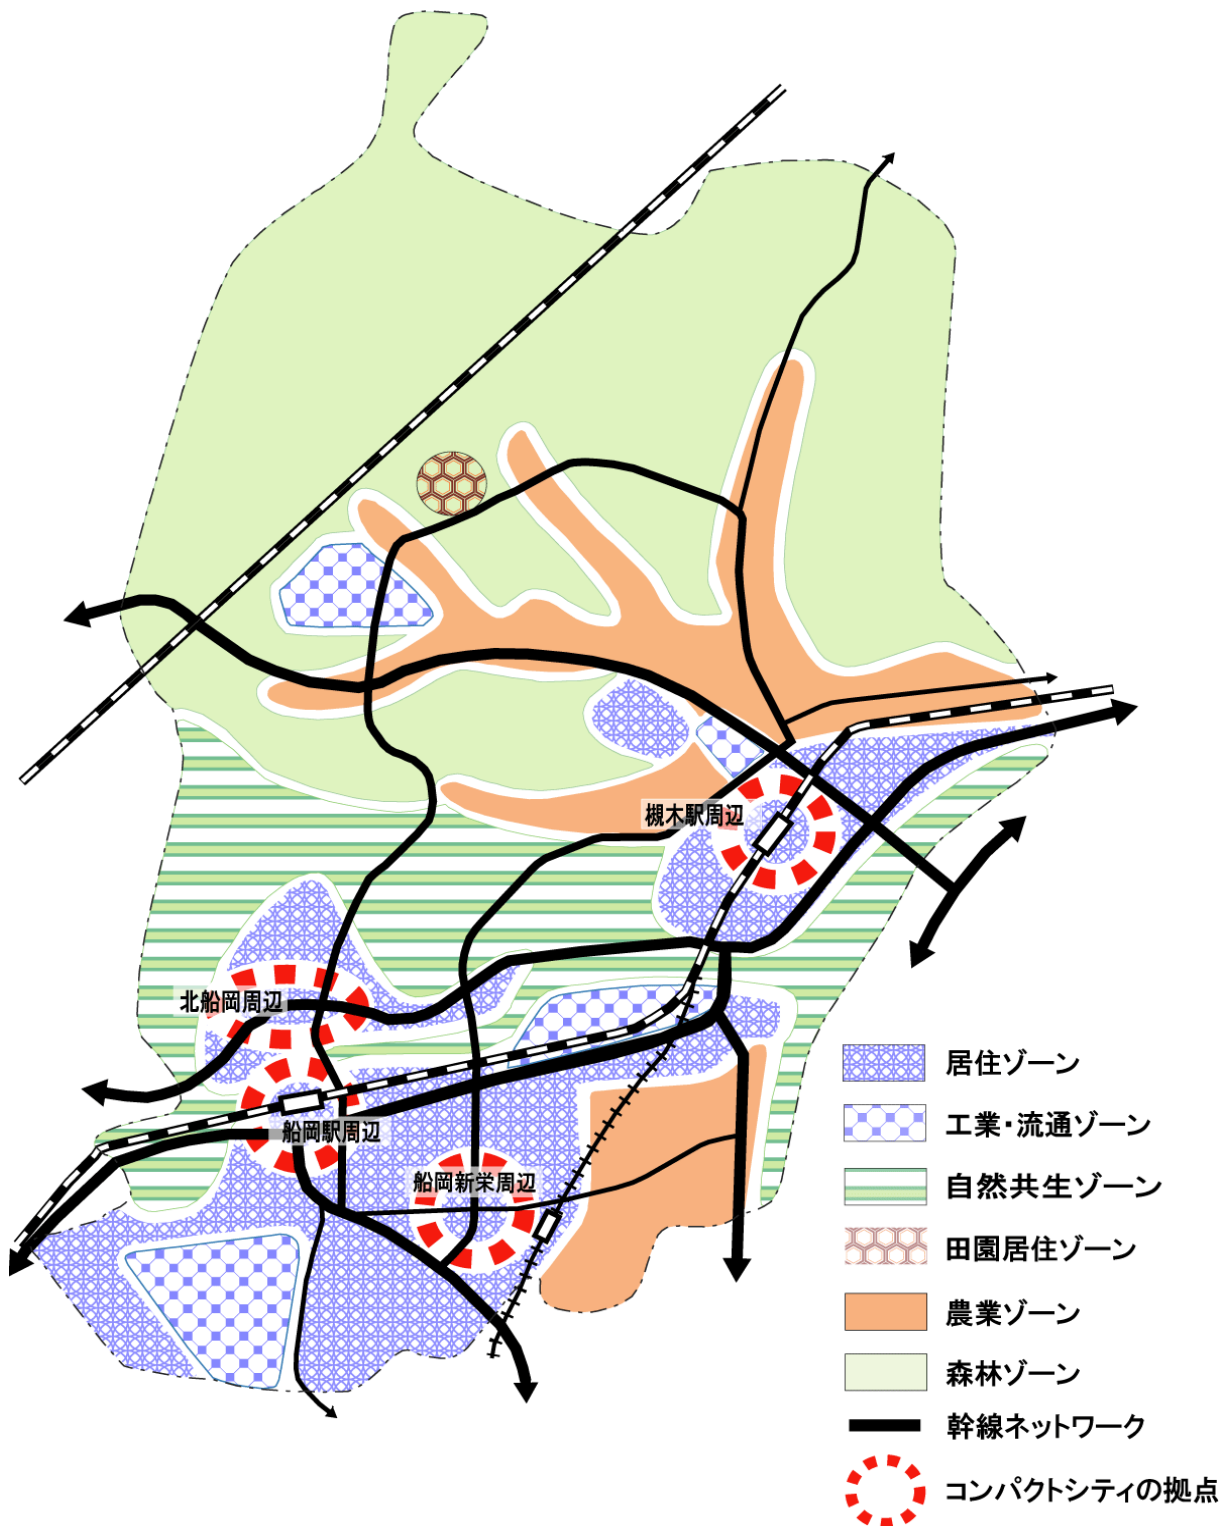 槻木駅周辺
北船岡周辺
船岡駅周辺
船岡新栄周辺
居住ゾーン
工業・流通ゾーン
自然共生ゾーン
田園居住ゾーン
農業ゾーン
森林ゾーン
幹線ネットワーク
コンパクトシティの拠点